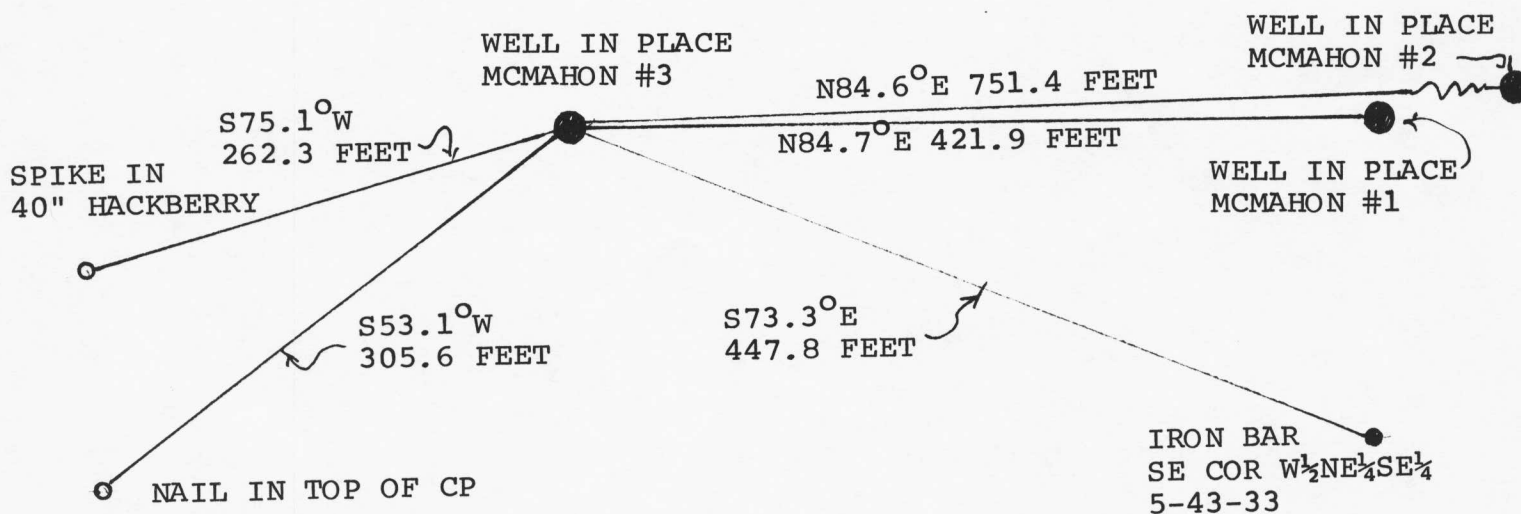 WELL IN PLACE
MCMAHON #3
WELL IN PLACE
MCMAHON #2
N84.6°E 751.4 FEET
N84.7°E 421.9 FEET
S75.1°W
262.3 FEET
SPIKE IN
40" HACKBERRY
WELL IN PLACE
MCMAHON #1
S53.1°W
305.6 FEET
S73.3°E
447.8 FEET
NAIL IN TOP OF CP
IRON BAR
SE COR W½NE¼SE¼
5-43-33